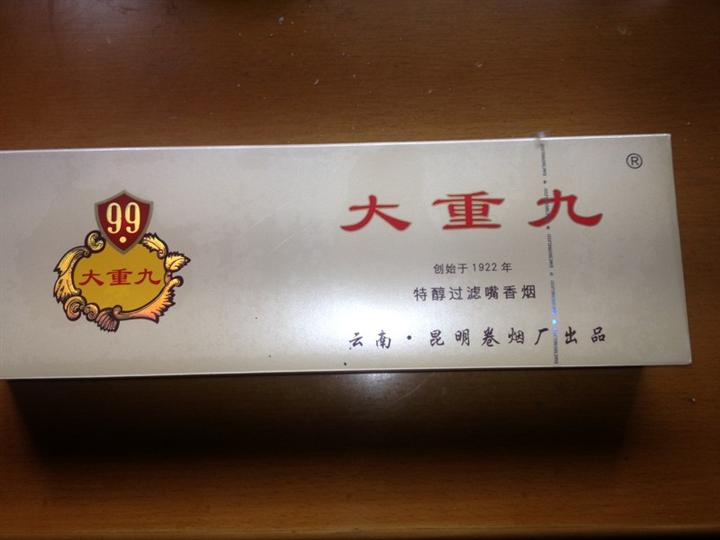 99
大重九
大重九®
创始于1922年
特醇过滤嘴香烟
云南·昆明卷烟厂出品